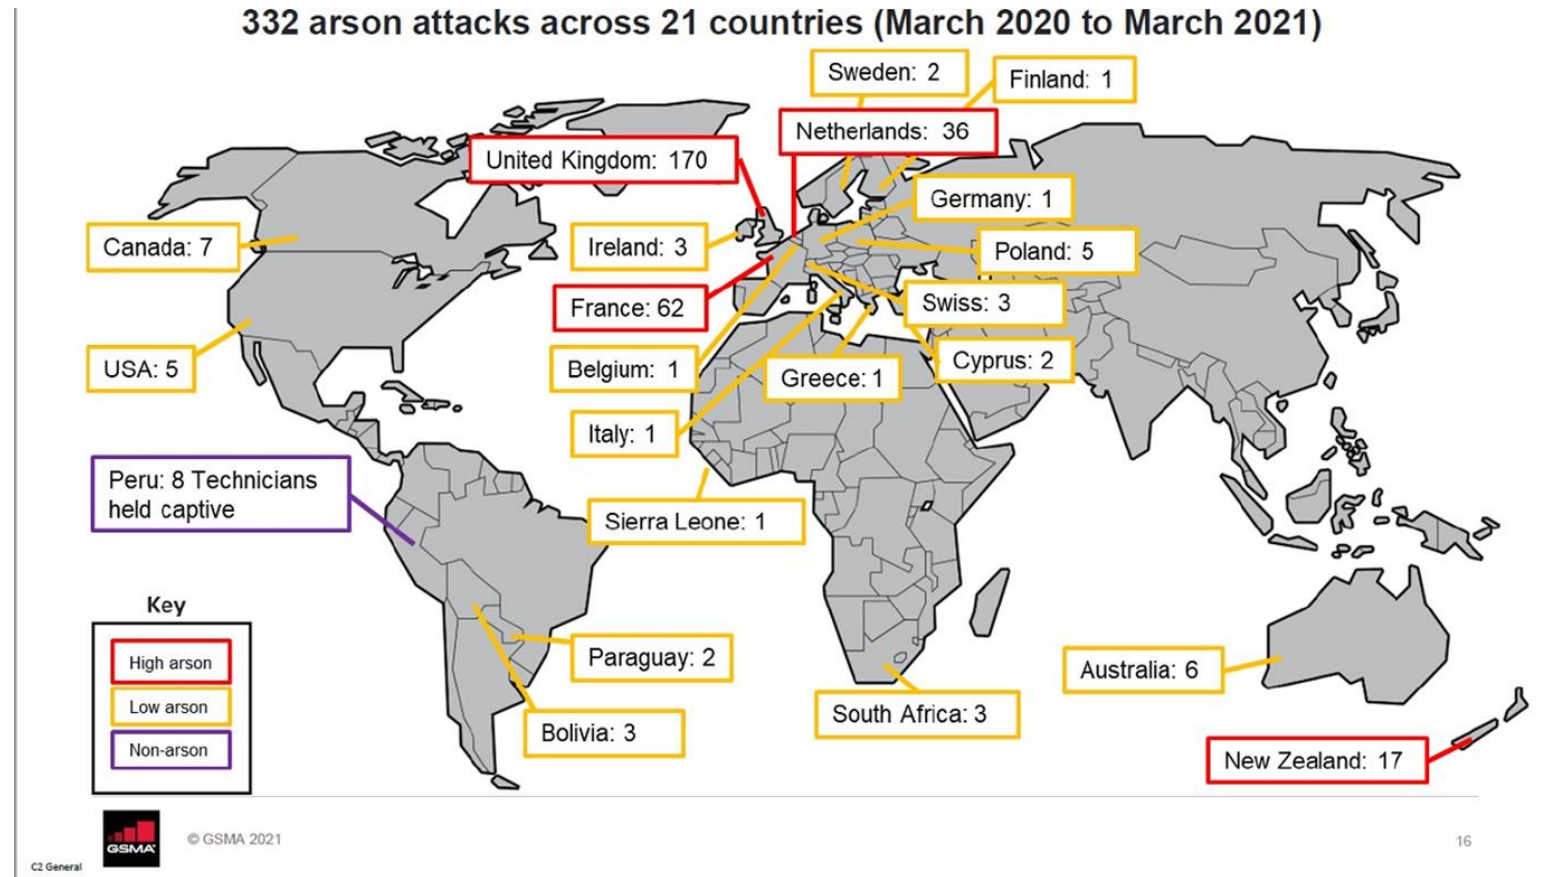 332 arson attacks across 21 countries (March 2020 to March 2021)
Sweden: 2
Finland: 1
Netherlands: 36
United Kingdom: 170
Germany: 1
Canada: 7
Ireland: 3
Poland: 5
France: 62
Swiss: 3
USA: 5
Belgium: 1
Greece: 1
Cyprus: 2
Italy: 1
Peru: 8 Technicians
held captive
Sierra Leone: 1
Key
High arson
Low arson
Non-arson
Paraguay: 2
Bolivia: 3
South Africa: 3
Australia: 6
New Zealand: 17
GSMA
© GSMA 2021
16
C2 General